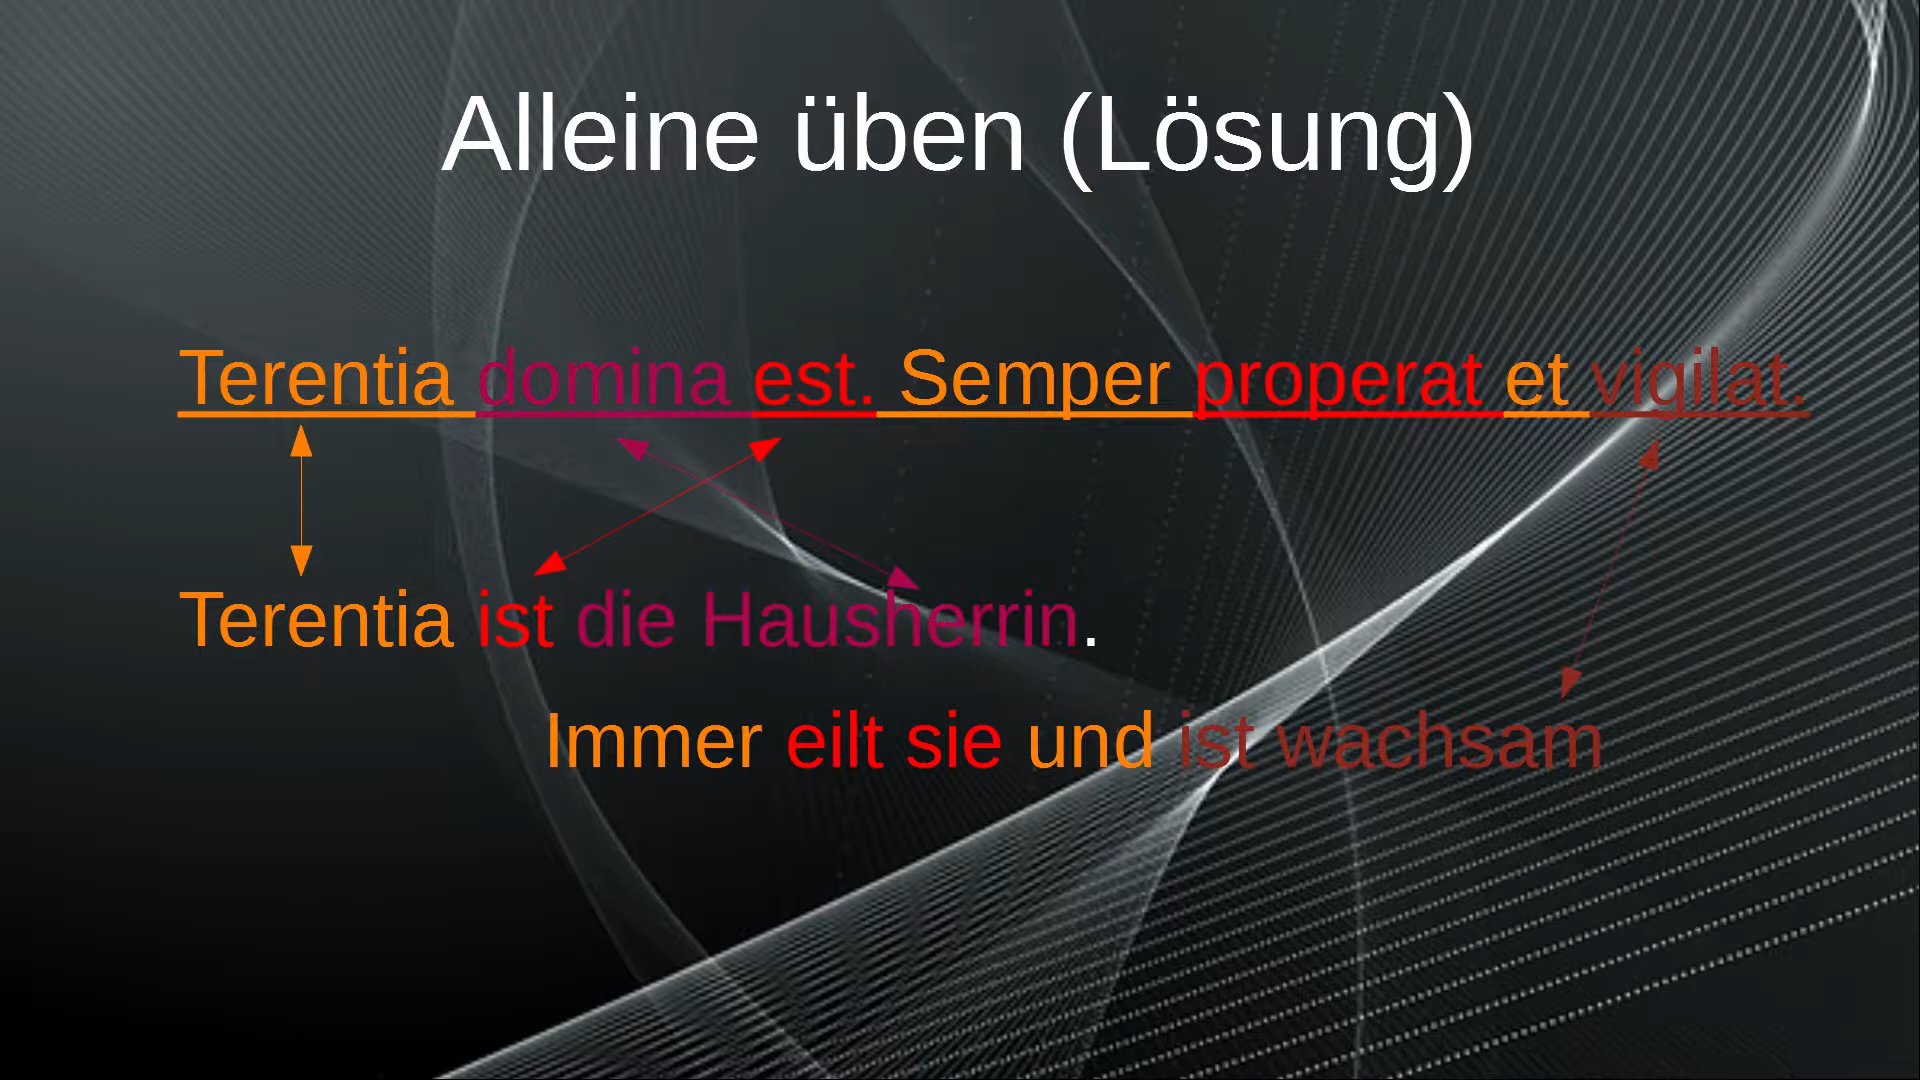 Alleine üben (Lösung)
Terentia domina est. Semper properat et vigilat.
Terentia ist die Hausherrin.
Immer eilt sie und ist wachsam